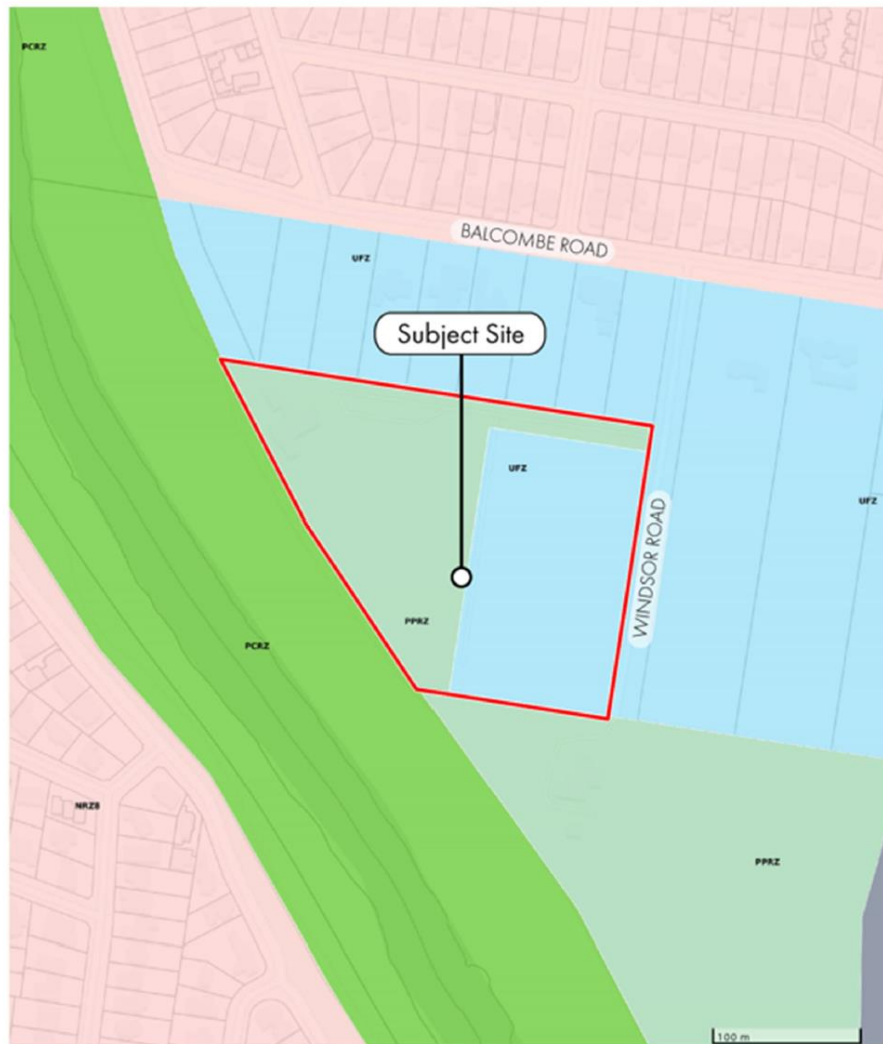 PCRZ
BALCOMBE ROAD
UFZ
Subject Site
UFZ
UFZ
WINDSOR ROAD
PPRZ
PCRZ
NRZ8
PPRZ
100 m